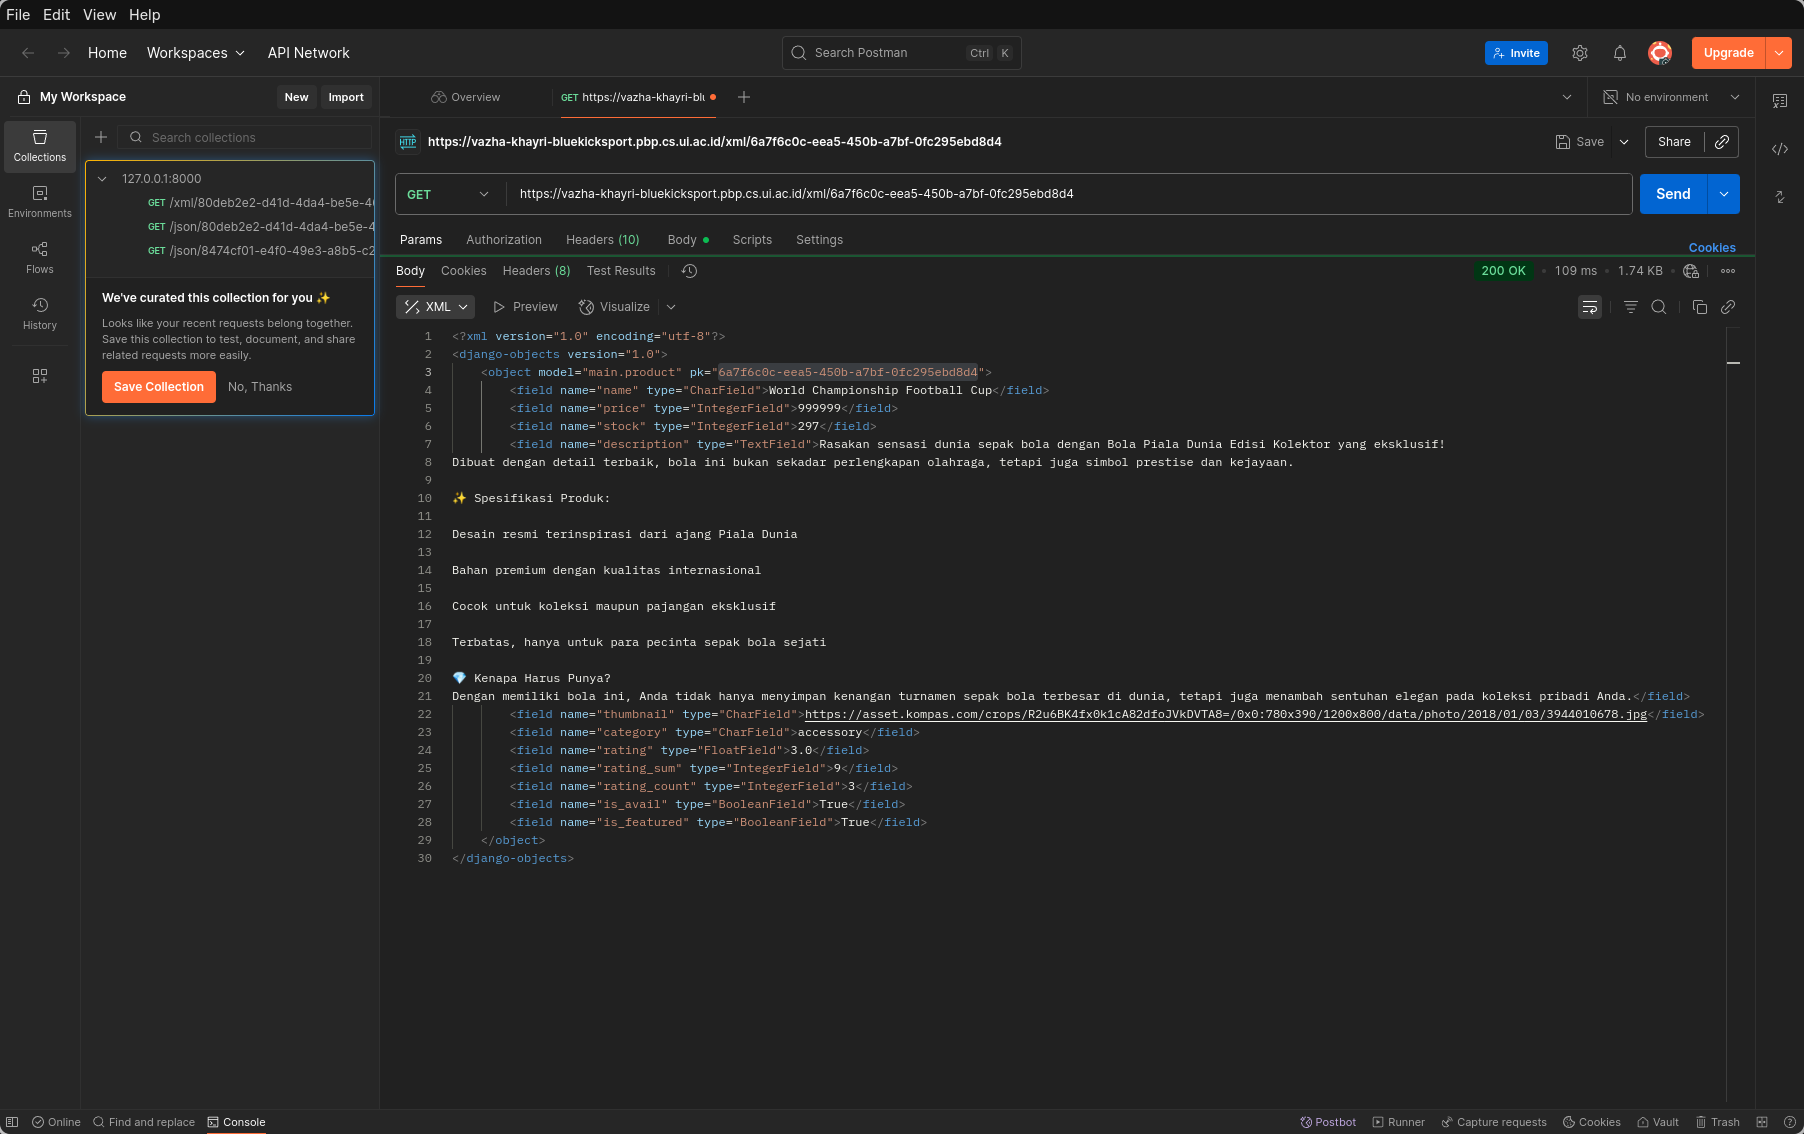 File Edit View Help
Home Workspaces API Network Search Postman Ctrl K Invite Upgrade
My Workspace New Import Overview GET https://vazha-khayri-blu No environment
Search collections
Collections
Environments
Flows
History
127.0.0.1:8000
GET /xml/80deb2e2-d41d-4da4-be5e-4
GET /json/80deb2e2-d41d-4da4-be5e-4
GET /json/8474cf01-e4f0-49e3-a8b5-c2
We've curated this collection for you ✨
Looks like your recent requests belong together.
Save this collection to test, document, and share
related requests more easily.
Save Collection No, Thanks
HTTP https://vazha-khayri-bluekicksport.pbp.cs.ui.ac.id/xml/6a7f6c0c-eea5-450b-a7bf-0fc295ebd8d4 Save Share
GET https://vazha-khayri-bluekicksport.pbp.cs.ui.ac.id/xml/6a7f6c0c-eea5-450b-a7bf-0fc295ebd8d4 Send
Params Authorization Headers (10) Body Scripts Settings Cookies
Body Cookies Headers (8) Test Results 200 OK 109 ms 1.74 KB
XML Preview Visualize
1 <?xml version="1.0" encoding="utf-8"?>
2 <django-objects version="1.0">
3 <object model="main.product" pk="6a7f6c0c-eea5-450b-a7bf-0fc295ebd8d4">
4 <field name="name" type="CharField">World Championship Football Cup</field>
5 <field name="price" type="IntegerField">999999</field>
6 <field name="stock" type="IntegerField">297</field>
7 <field name="description" type="TextField">Rasakan sensasi dunia sepak bola dengan Bola Piala Dunia Edisi Kolektor yang eksklusif!
8 Dibuat dengan detail terbaik, bola ini bukan sekadar perlengkapan olahraga, tetapi juga simbol prestise dan kejayaan.
9
10 ✨ Spesifikasi Produk:
11
12 Desain resmi terinspirasi dari ajang Piala Dunia
13
14 Bahan premium dengan kualitas internasional
15
16 Cocok untuk koleksi maupun pajangan eksklusif
17
18 Terbatas, hanya untuk para pecinta sepak bola sejati
19
20 💎 Kenapa Harus Punya?
21 Dengan memiliki bola ini, Anda tidak hanya menyimpan kenangan turnamen sepak bola terbesar di dunia, tetapi juga menambah sentuhan elegan pada koleksi pribadi Anda.</field>
22 <field name="thumbnail" type="CharField">https://asset.kompas.com/crops/R2u6BK4fx0k1cA82dfoJVkDVTA8=/0x0:780x390/1200x800/data/photo/2018/01/03/3944010678.jpg</field>
23 <field name="category" type="CharField">accessory</field>
24 <field name="rating" type="FloatField">3.0</field>
25 <field name="rating_sum" type="IntegerField">9</field>
26 <field name="rating_count" type="IntegerField">3</field>
27 <field name="is_avail" type="BooleanField">True</field>
28 <field name="is_featured" type="BooleanField">True</field>
29 </object>
30 </django-objects>
Online Find and replace Console Postbot Runner Capture requests Cookies Vault Trash